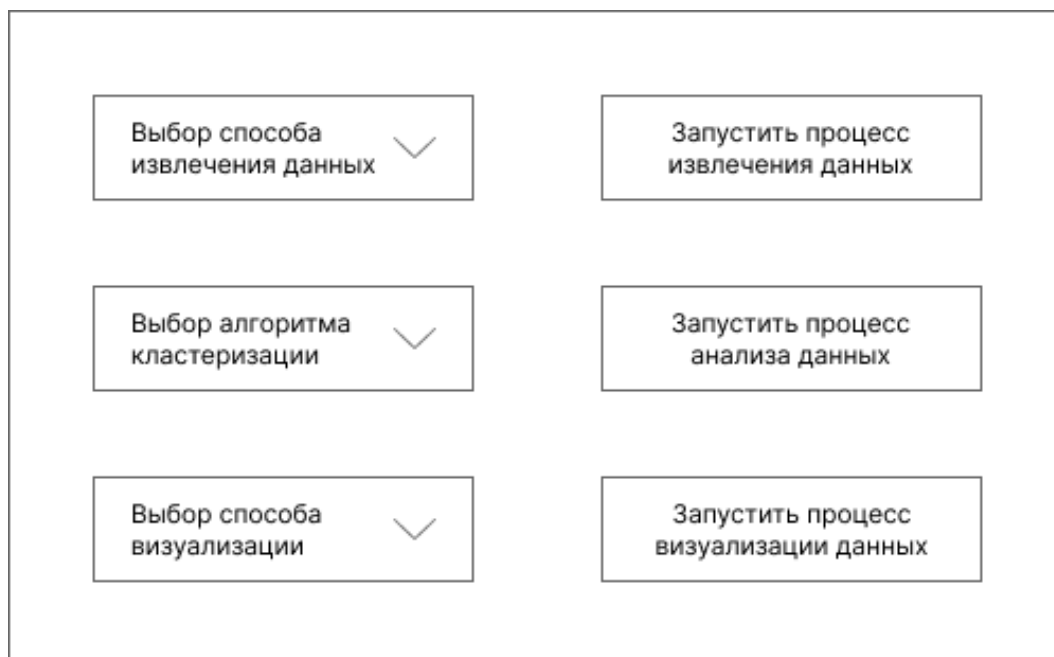 Выбор способа
извлечения данных
Запустить процесс
извлечения данных
Выбор алгоритма
кластеризации
Запустить процесс
анализа данных
Выбор способа
визуализации
Запустить процесс
визуализации данных